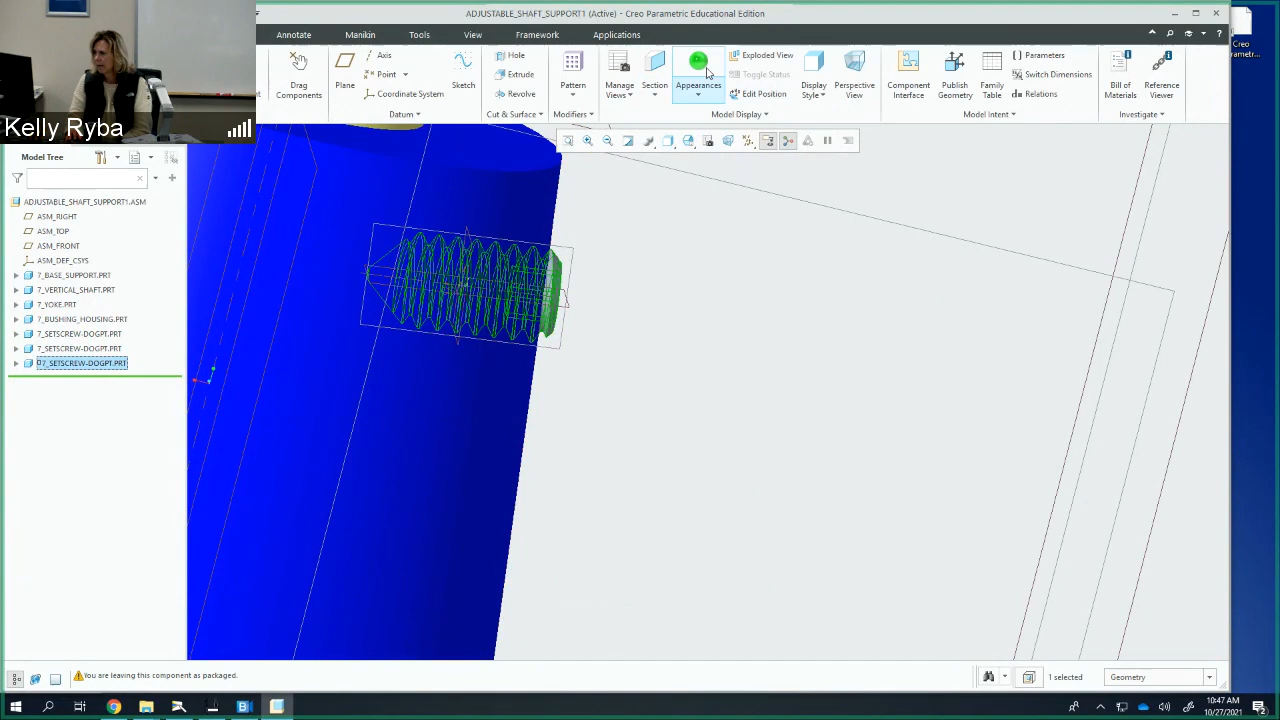 ADJUSTABLE_SHAFT_SUPPORT1 (Active) - Creo Parametric Educational Edition
Annotate Manikin Tools View Framework Applications
Drag Components
Plane
Axis
Point
Coordinate System
Sketch
Datum
Hole
Extrude
Revolve
Cut & Surface
Pattern
Modifiers
Manage Views
Section
Appearances
Exploded View
Toggle Status
Edit Position
Display Style
Perspective View
Model Display
Component Interface
Publish Geometry
Family Table
Parameters
Switch Dimensions
Relations
Model Intent
Bill of Materials
Reference Viewer
Investigate
Kelly Ryba
Creo
Model Tree
ADJUSTABLE_SHAFT_SUPPORT1.ASM
ASM_RIGHT
ASM_TOP
ASM_FRONT
ASM_DEF_CSYS
7_BASE_SUPPORT.PRT
7_VERTICAL_SHAFT.PRT
7_YOKE.PRT
7_BUSHING_HOUSING.PRT
7_SETSCREW-DOGPT.PRT
7_SETSCREW-DOGPT.PRT
7_SETSCREW-DOGPT.PRT
You are leaving this component as packaged.
1 selected
Geometry
10:47 AM
10/27/2021